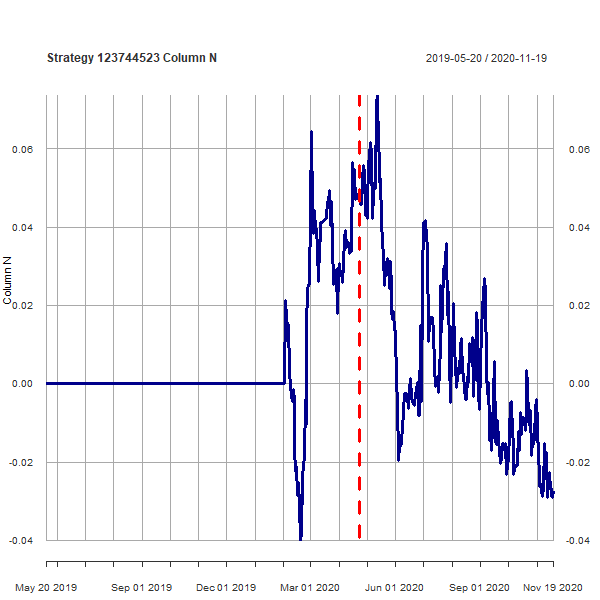 Strategy 123744523 Column N
2019-05-20 / 2020-11-19
Column N
0.06
0.04
0.02
0.00
-0.02
-0.04
0.06
0.04
0.02
0.00
-0.02
-0.04
May 20 2019
Sep 01 2019
Dec 01 2019
Mar 01 2020
Jun 01 2020
Sep 01 2020
Nov 19 2020